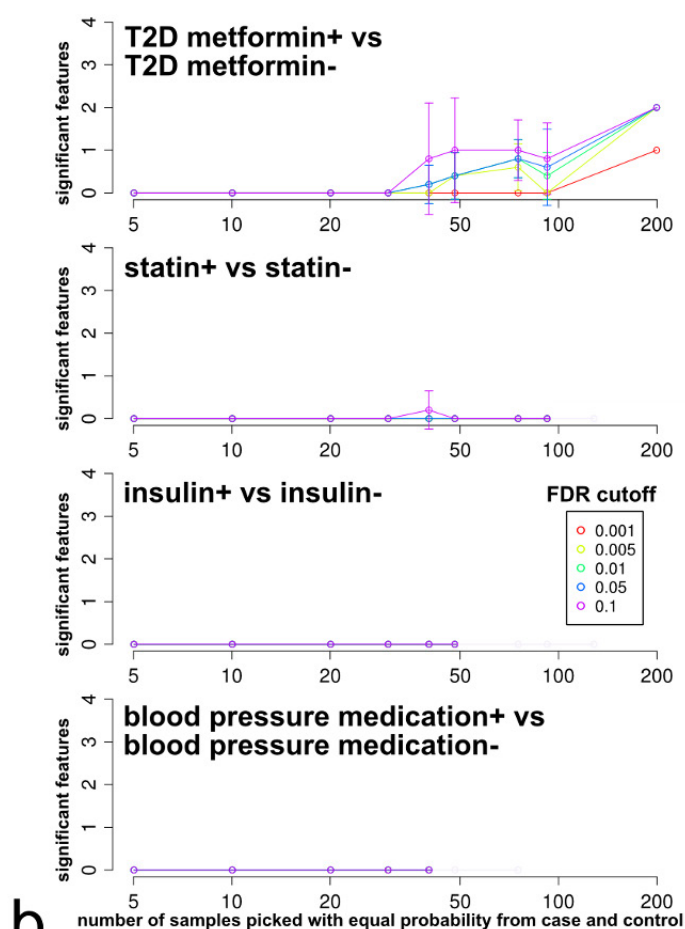 T2D metformin+ vs
T2D metformin-
significant features
0 1 2 3 4
5 10 20 50 100 200
statin+ vs statin-
significant features
0 1 2 3 4
5 10 20 50 100 200
insulin+ vs insulin-
significant features
0 1 2 3 4
5 10 20 50 100 200
FDR cutoff
0.001
0.005
0.01
0.05
0.1
blood pressure medication+ vs
blood pressure medication-
significant features
0 1 2 3 4
5 10 20 50 100 200
b
number of samples picked with equal probability from case and control